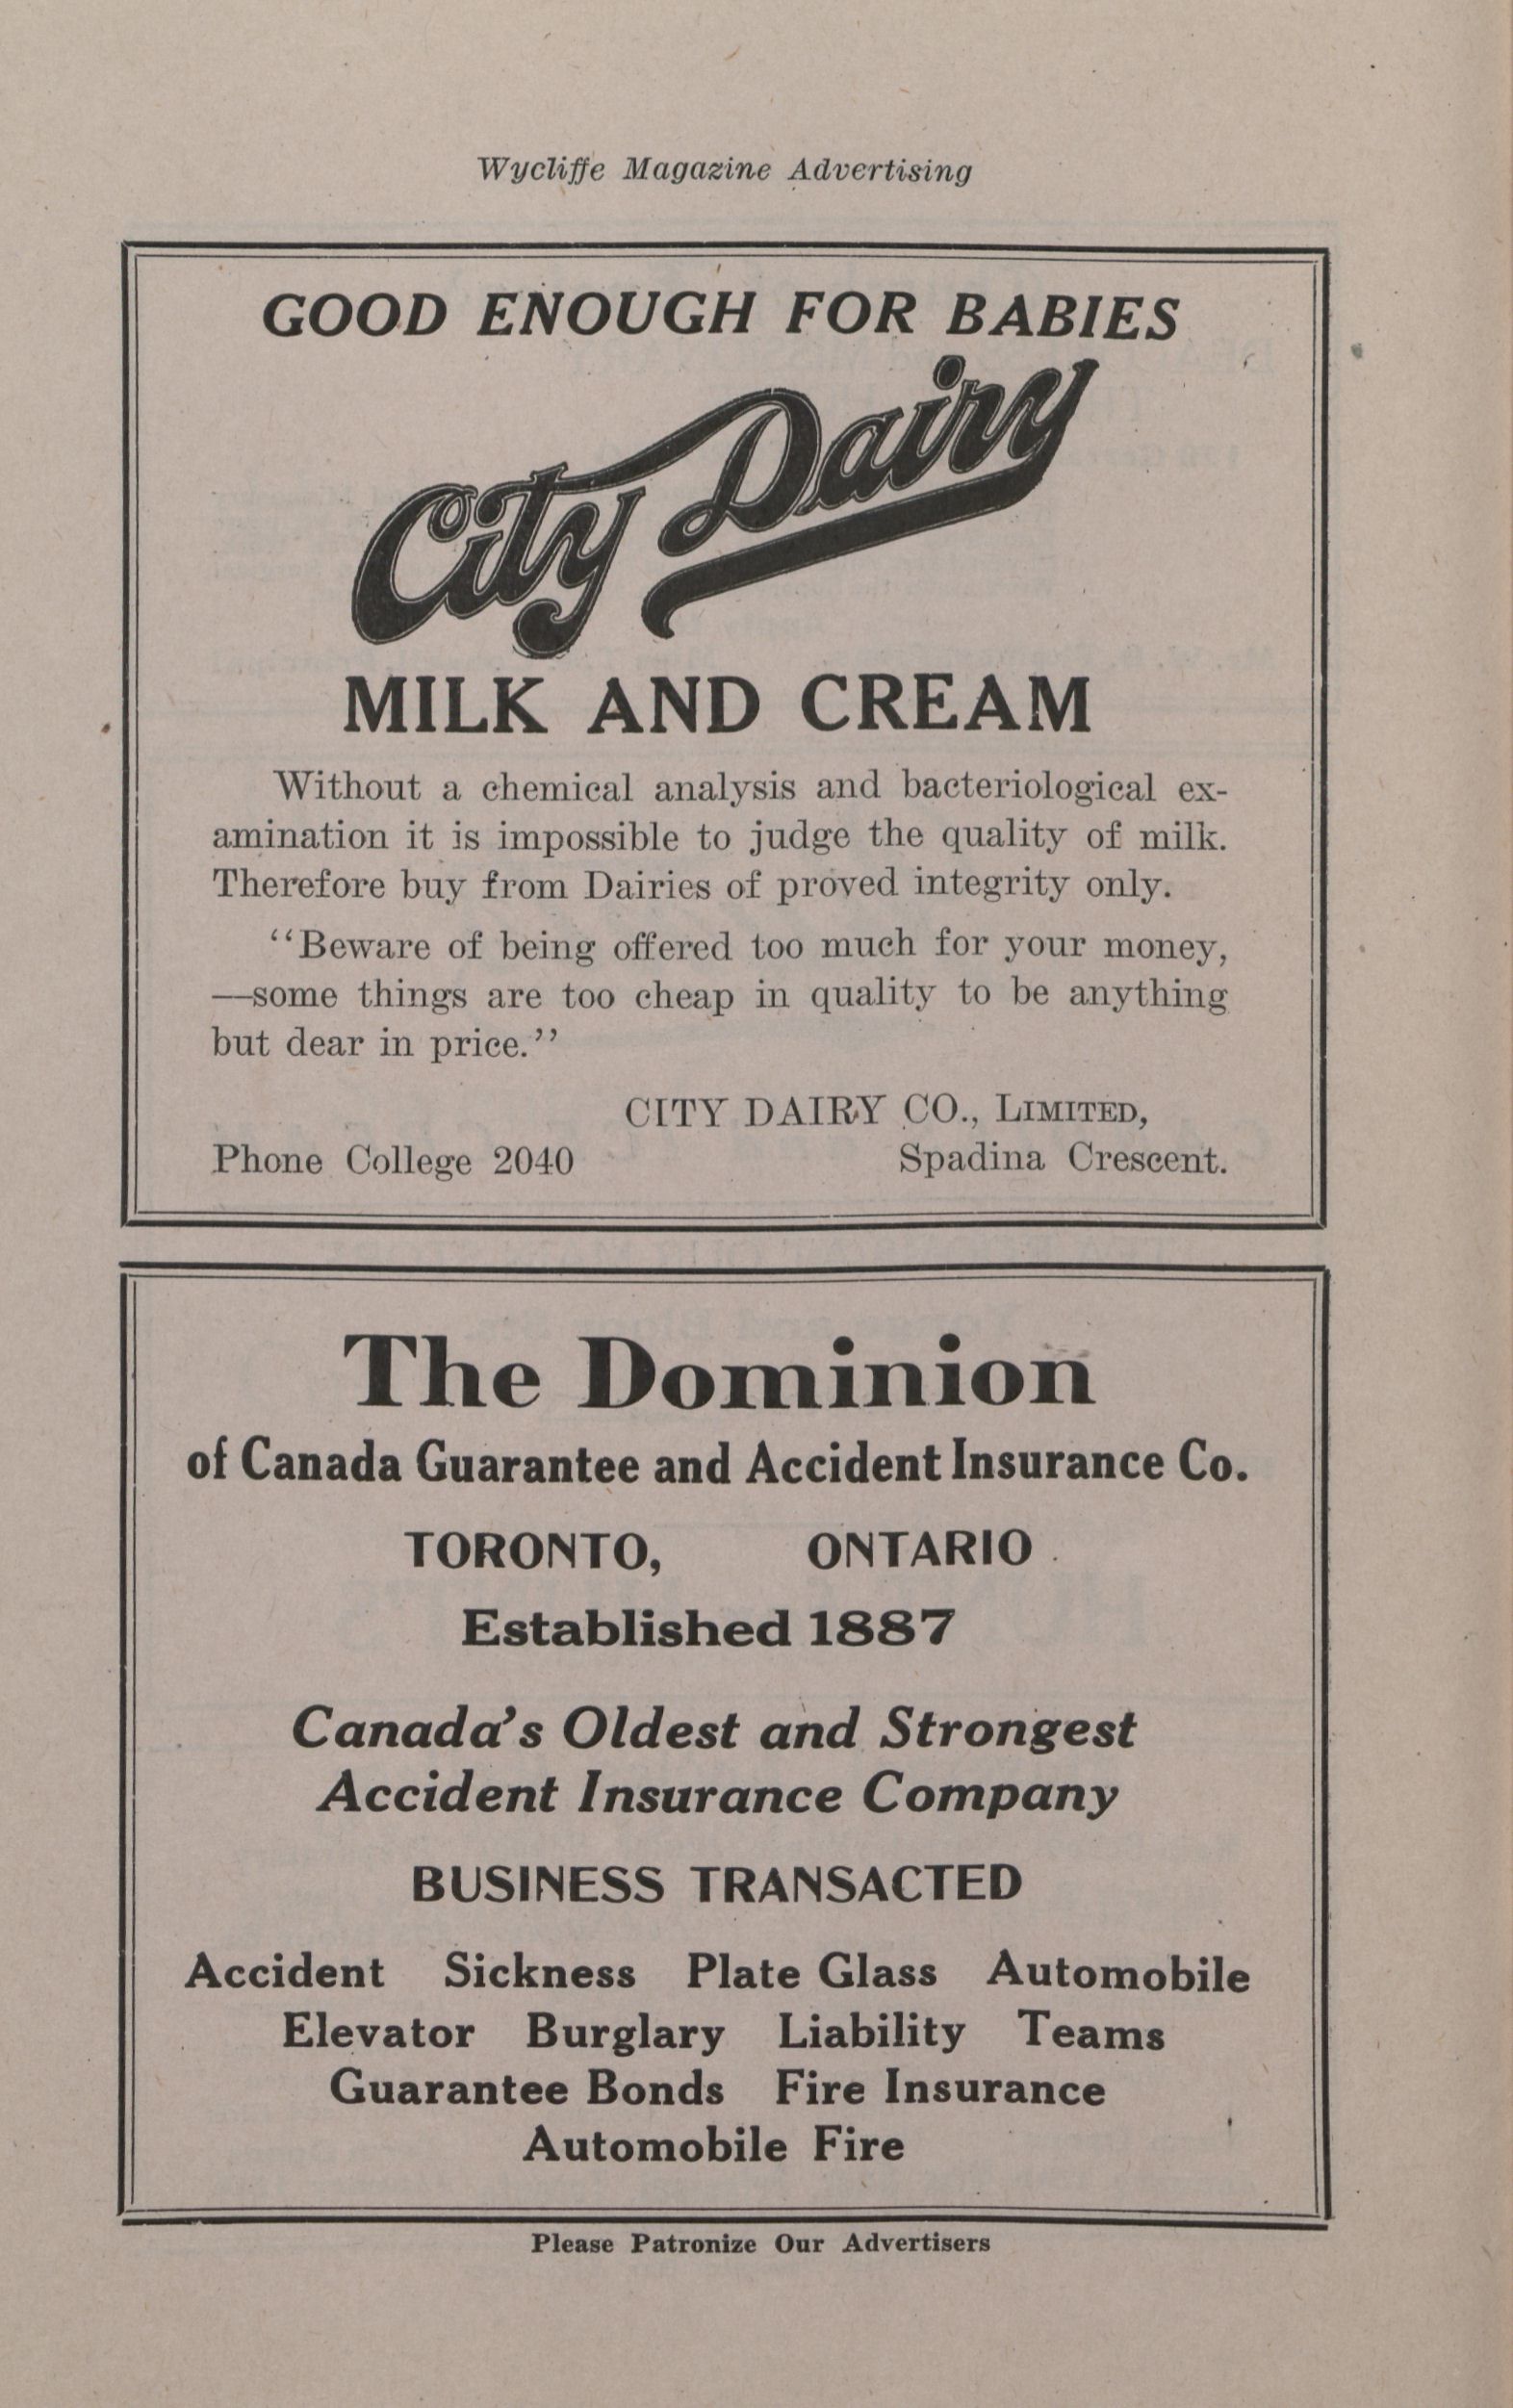 Wycliffe Magazine Advertising
GOOD ENOUGH FOR BABIES
City Dairy
MILK AND CREAM
Without a chemical analysis and bacteriological ex-
amination it is impossible to judge the quality of milk.
Therefore buy from Dairies of proved integrity only.
‘‘Beware of being offered too much for your money,
—some things are too cheap in quality to be anything
but dear in price.’’
CITY DAIRY CO., LIMITED,
Phone College 2040 Spadina Crescent.
The Dominion
of Canada Guarantee and Accident Insurance Co.
TORONTO, ONTARIO
Established 1887
Canada’s Oldest and Strongest
Accident Insurance Company
BUSINESS TRANSACTED
Accident Sickness Plate Glass Automobile
Elevator Burglary Liability Teams
Guarantee Bonds Fire Insurance
Automobile Fire
Please Patronize Our Advertisers